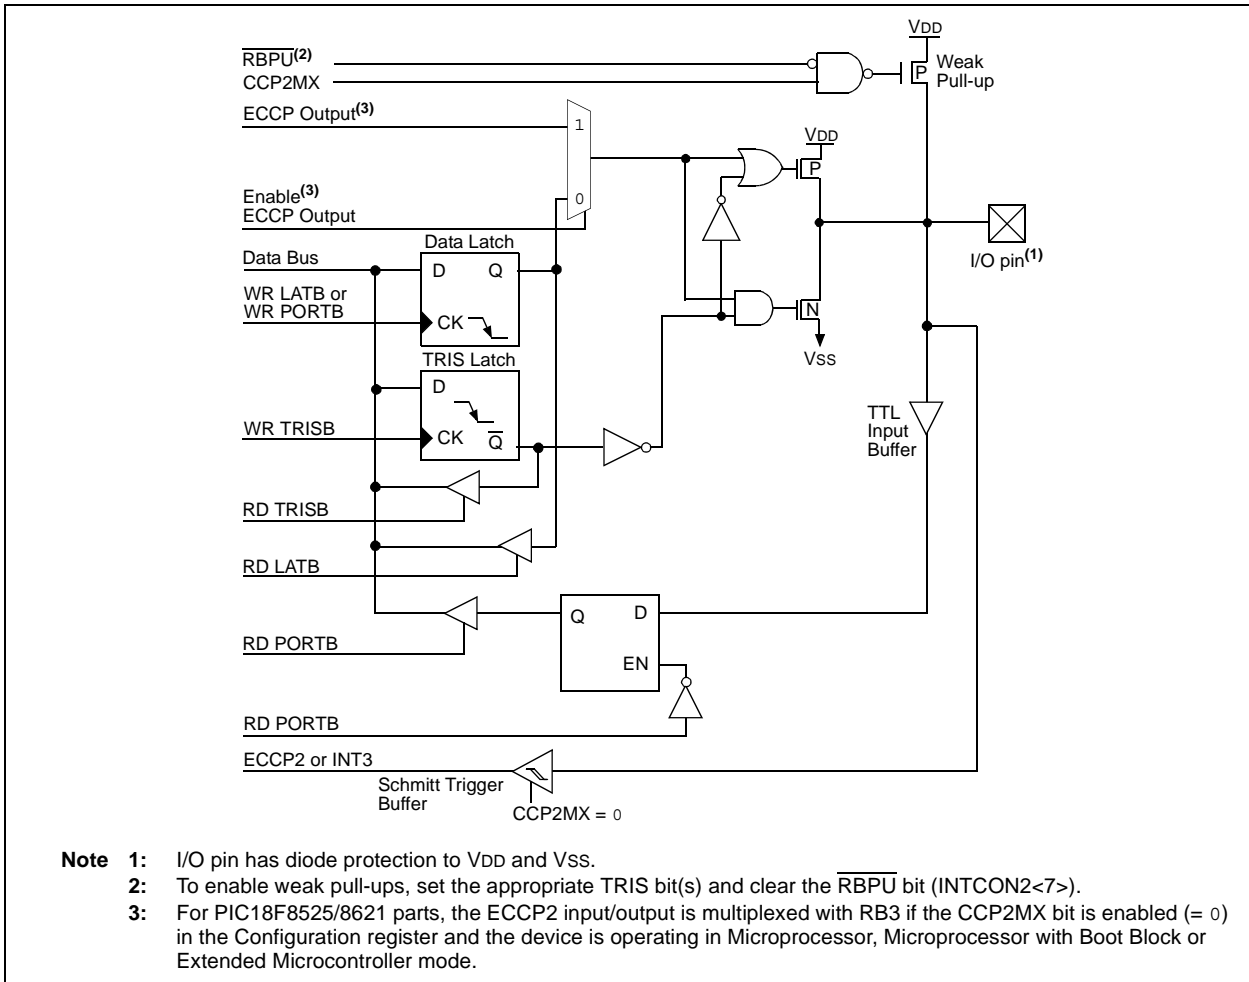 VDD
RBPU(2)
CCP2MX
P
Weak
Pull-up
ECCP Output(3)
1
VDD
P
Enable(3)
0
ECCP Output
Data Latch
Data Bus
D Q
I/O pin(1)
WR LATB or
WR PORTB
CK
N
VSS
TRIS Latch
D
TTL
Input
Buffer
WR TRISB
CK Q
RD TRISB
RD LATB
Q D
RD PORTB
EN
RD PORTB
ECCP2 or INT3
Schmitt Trigger
Buffer
CCP2MX = 0
Note 1: I/O pin has diode protection to VDD and VSS.
2: To enable weak pull-ups, set the appropriate TRIS bit(s) and clear the RBPU bit (INTCON2<7>).
3: For PIC18F8525/8621 parts, the ECCP2 input/output is multiplexed with RB3 if the CCP2MX bit is enabled (= 0)
in the Configuration register and the device is operating in Microprocessor, Microprocessor with Boot Block or
Extended Microcontroller mode.